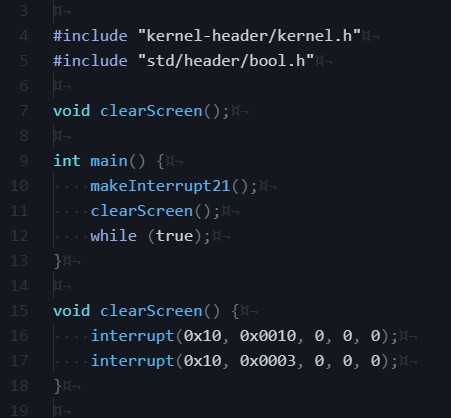 3
4 #include "kernel-header/kernel.h"¤¬
5 #include "std/header/bool.h"¤¬
6 ¤¬
7 void clearScreen();¤¬
8 ¤¬
9 int main() {¤¬
10 ····makeInterrupt21();¤¬
11 ····clearScreen();¤¬
12 ····while (true);¤¬
13 }¤¬
14 ¤¬
15 void clearScreen() {¤¬
16 ····interrupt(0x10, 0x0010, 0, 0, 0);¤¬
17 ····interrupt(0x10, 0x0003, 0, 0, 0);¤¬
18 }¤¬
19 ¤¬